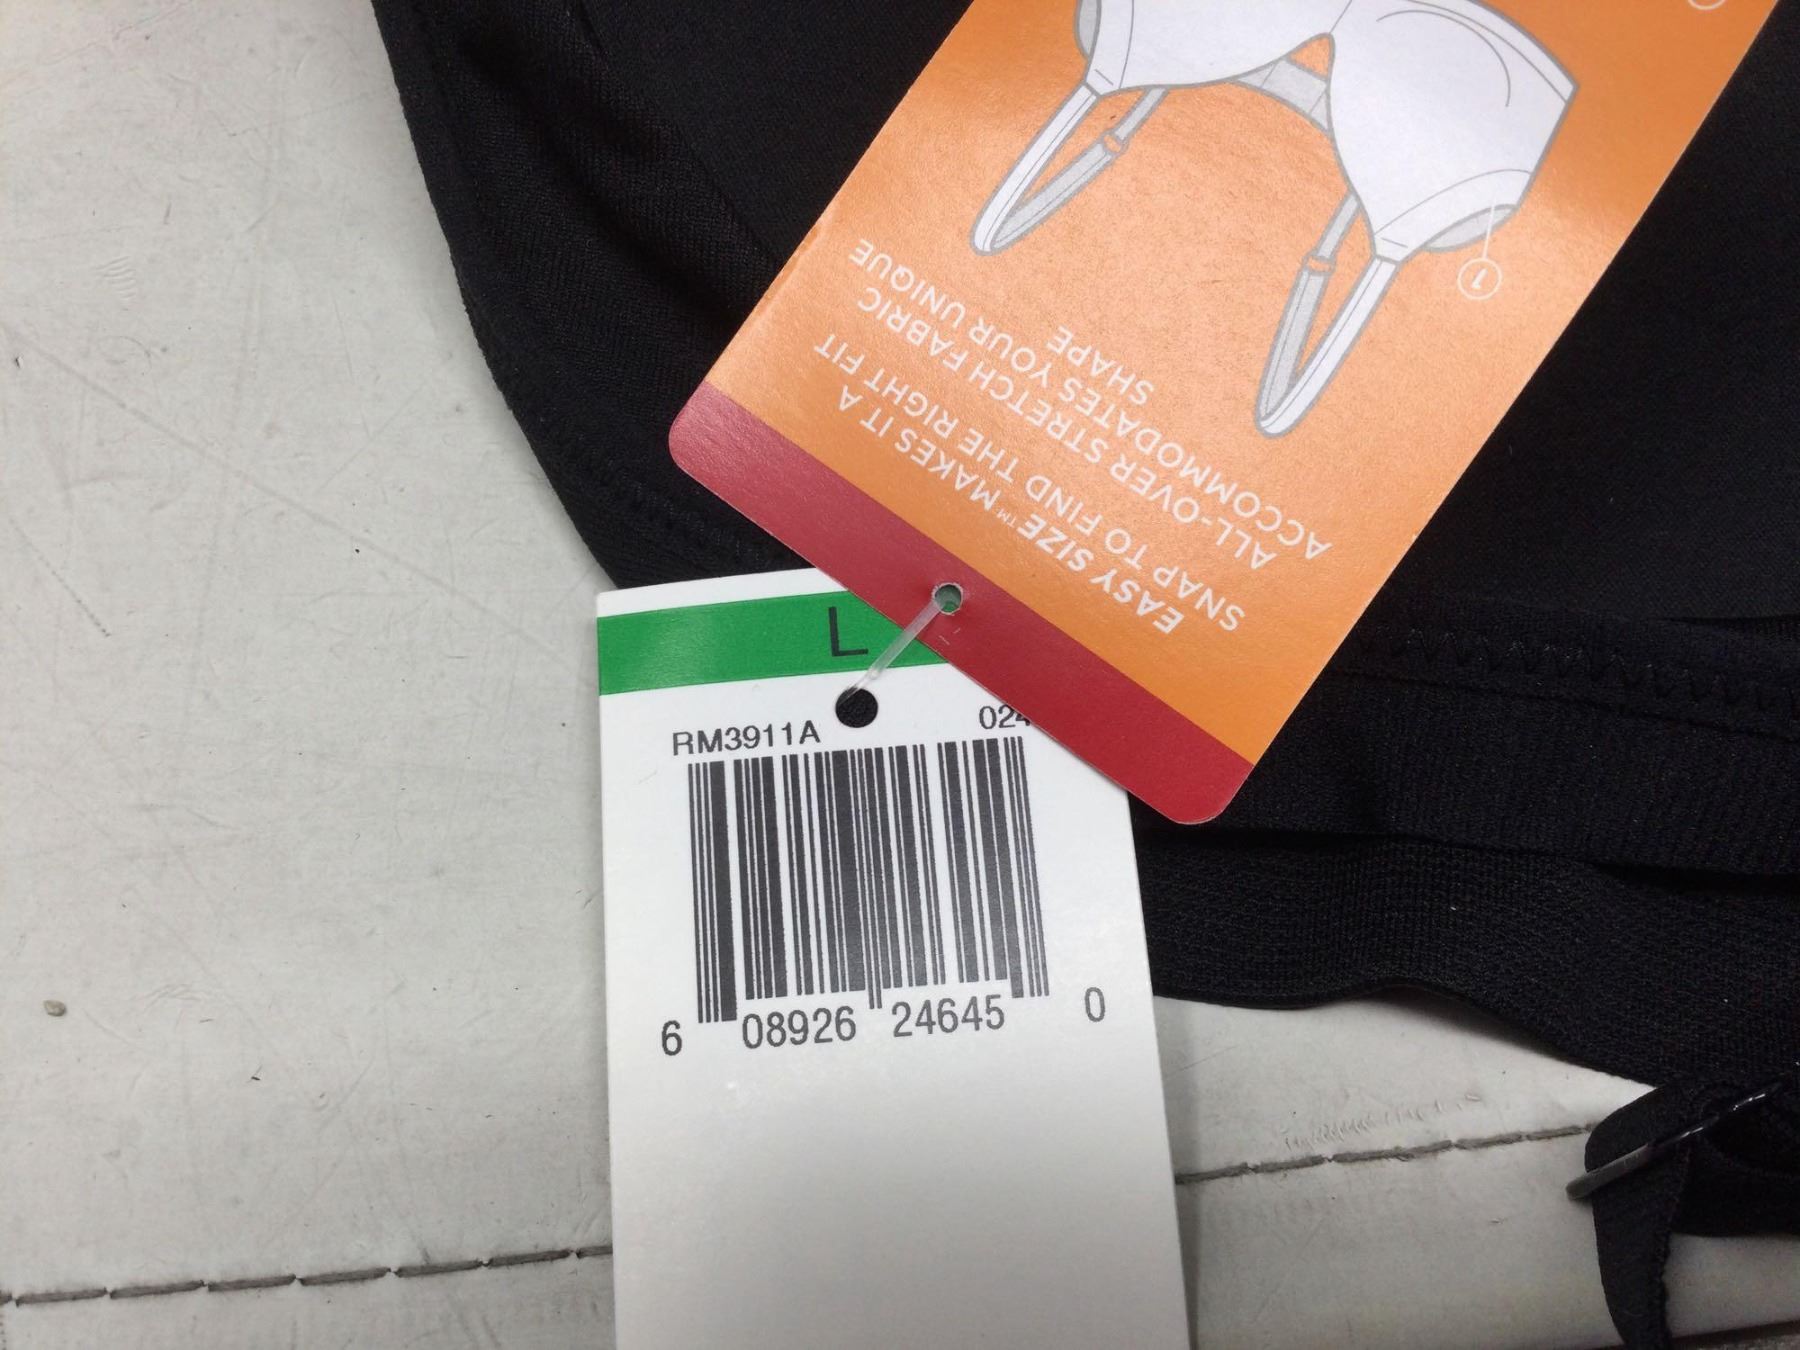 EASY SIZE™ MAKES IT A
SNAP TO FIND THE RIGHT FIT
ALL-OVER STRETCH FABRIC
ACCOMMODATES YOUR UNIQUE
SHAPE
1
L
RM3911A
6 08926 24645 0